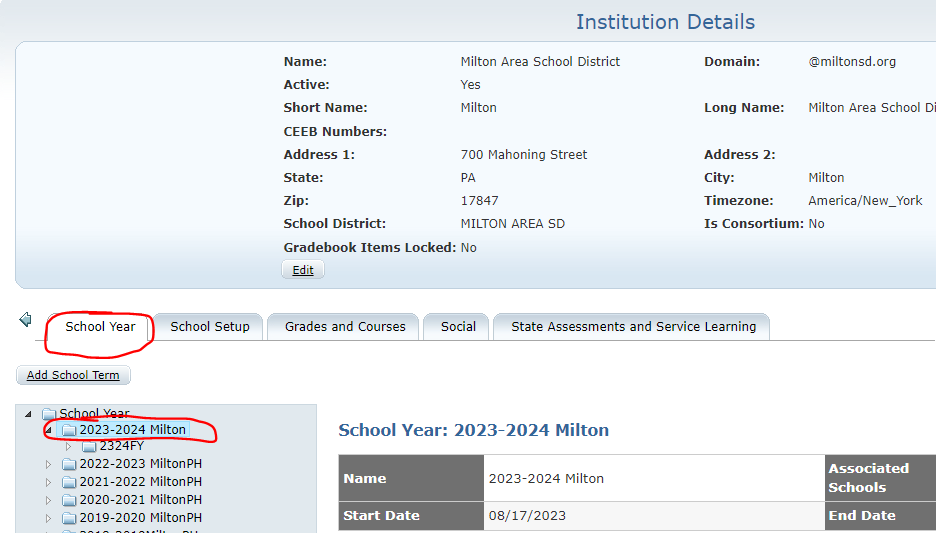 Institution Details
Name: Milton Area School District Domain: @miltonsd.org
Active: Yes
Short Name: Milton Long Name: Milton Area School Di
CEEB Numbers:
Address 1: 700 Mahoning Street Address 2:
State: PA City: Milton
Zip: 17847 Timezone: America/New_York
School District: MILTON AREA SD Is Consortium: No
Gradebook Items Locked: No
Edit
School Year School Setup Grades and Courses Social State Assessments and Service Learning
Add School Term
School Year
2023-2024 Milton
2324FY
2022-2023 MiltonPH
2021-2022 MiltonPH
2020-2021 MiltonPH
2019-2020 MiltonPH
School Year: 2023-2024 Milton
Name 2023-2024 Milton Associated Schools
Start Date 08/17/2023 End Date